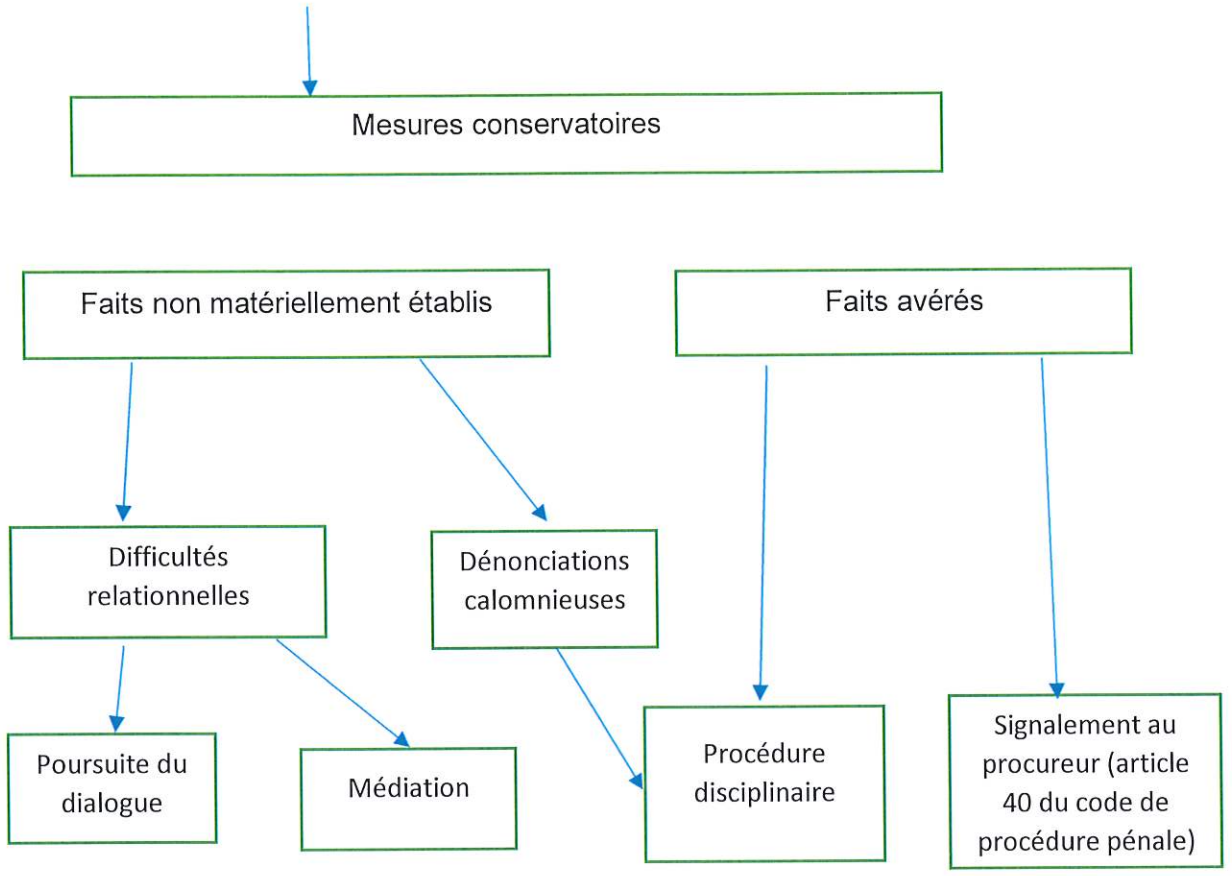 Mesures conservatoires
Faits non matériellement établis
Faits avérés
Difficultés
relationnelles
Dénonciations
calomnieuses
Poursuite du
dialogue
Médiation
Procédure
disciplinaire
Signalement au
procureur (article
40 du code de
procédure pénale)